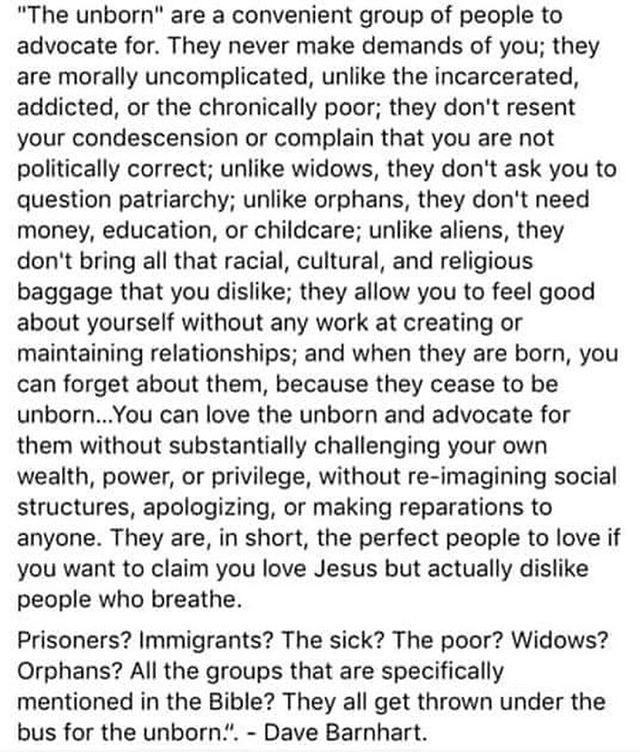 "The unborn" are a convenient group of people to
advocate for. They never make demands of you; they
are morally uncomplicated, unlike the incarcerated,
addicted, or the chronically poor; they don't resent
your condescension or complain that you are not
politically correct; unlike widows, they don't ask you to
question patriarchy; unlike orphans, they don't need
money, education, or childcare; unlike aliens, they
don't bring all that racial, cultural, and religious
baggage that you dislike; they allow you to feel good
about yourself without any work at creating or
maintaining relationships; and when they are born, you
can forget about them, because they cease to be
unborn...You can love the unborn and advocate for
them without substantially challenging your own
wealth, power, or privilege, without re-imagining social
structures, apologizing, or making reparations to
anyone. They are, in short, the perfect people to love if
you want to claim you love Jesus but actually dislike
people who breathe.
Prisoners? Immigrants? The sick? The poor? Widows?
Orphans? All the groups that are specifically
mentioned in the Bible? They all get thrown under the
bus for the unborn.". - Dave Barnhart.